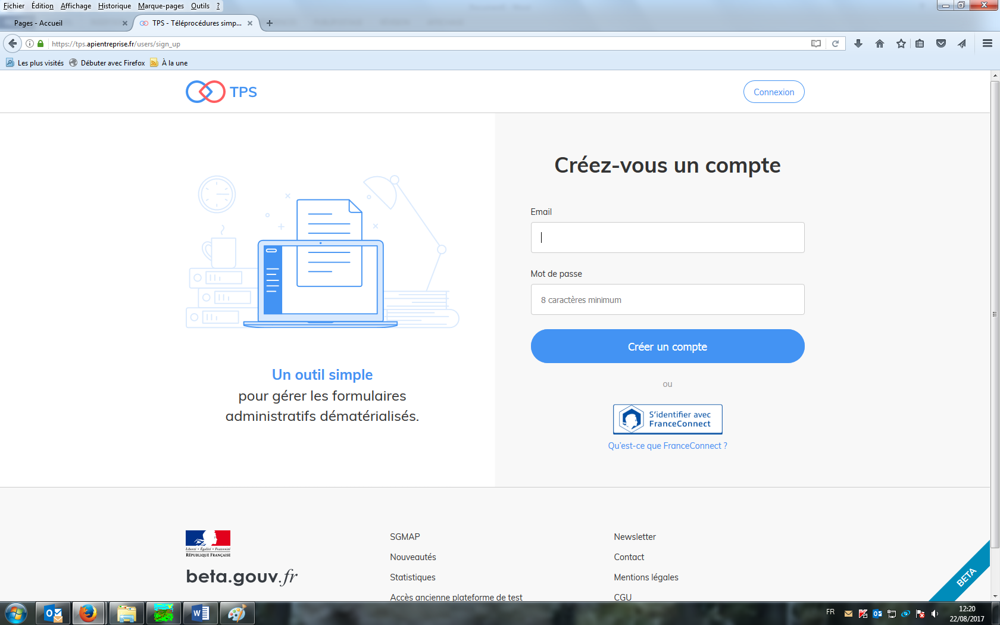 Fichier Édition Affichage Historique Marque-pages Outils ?
Pages - Accueil
TPS - Téléprocédures simp...
https://tps.apientreprise.fr/users/sign_up
Les plus visités Débuter avec Firefox À la une
TPS
Connexion
Créez-vous un compte
Email
Mot de passe
8 caractères minimum
Créer un compte
ou
S'identifier avec
FranceConnect
Qu'est-ce que FranceConnect ?
Un outil simple
pour gérer les formulaires
administratifs dématérialisés.
Liberté • Égalité • Fraternité
RÉPUBLIQUE FRANÇAISE
beta.gouv.fr
SGMAP
Nouveautés
Statistiques
Accès ancienne plateforme de test
Newsletter
Contact
Mentions légales
CGU
BETA
FR
12:20
22/08/2017